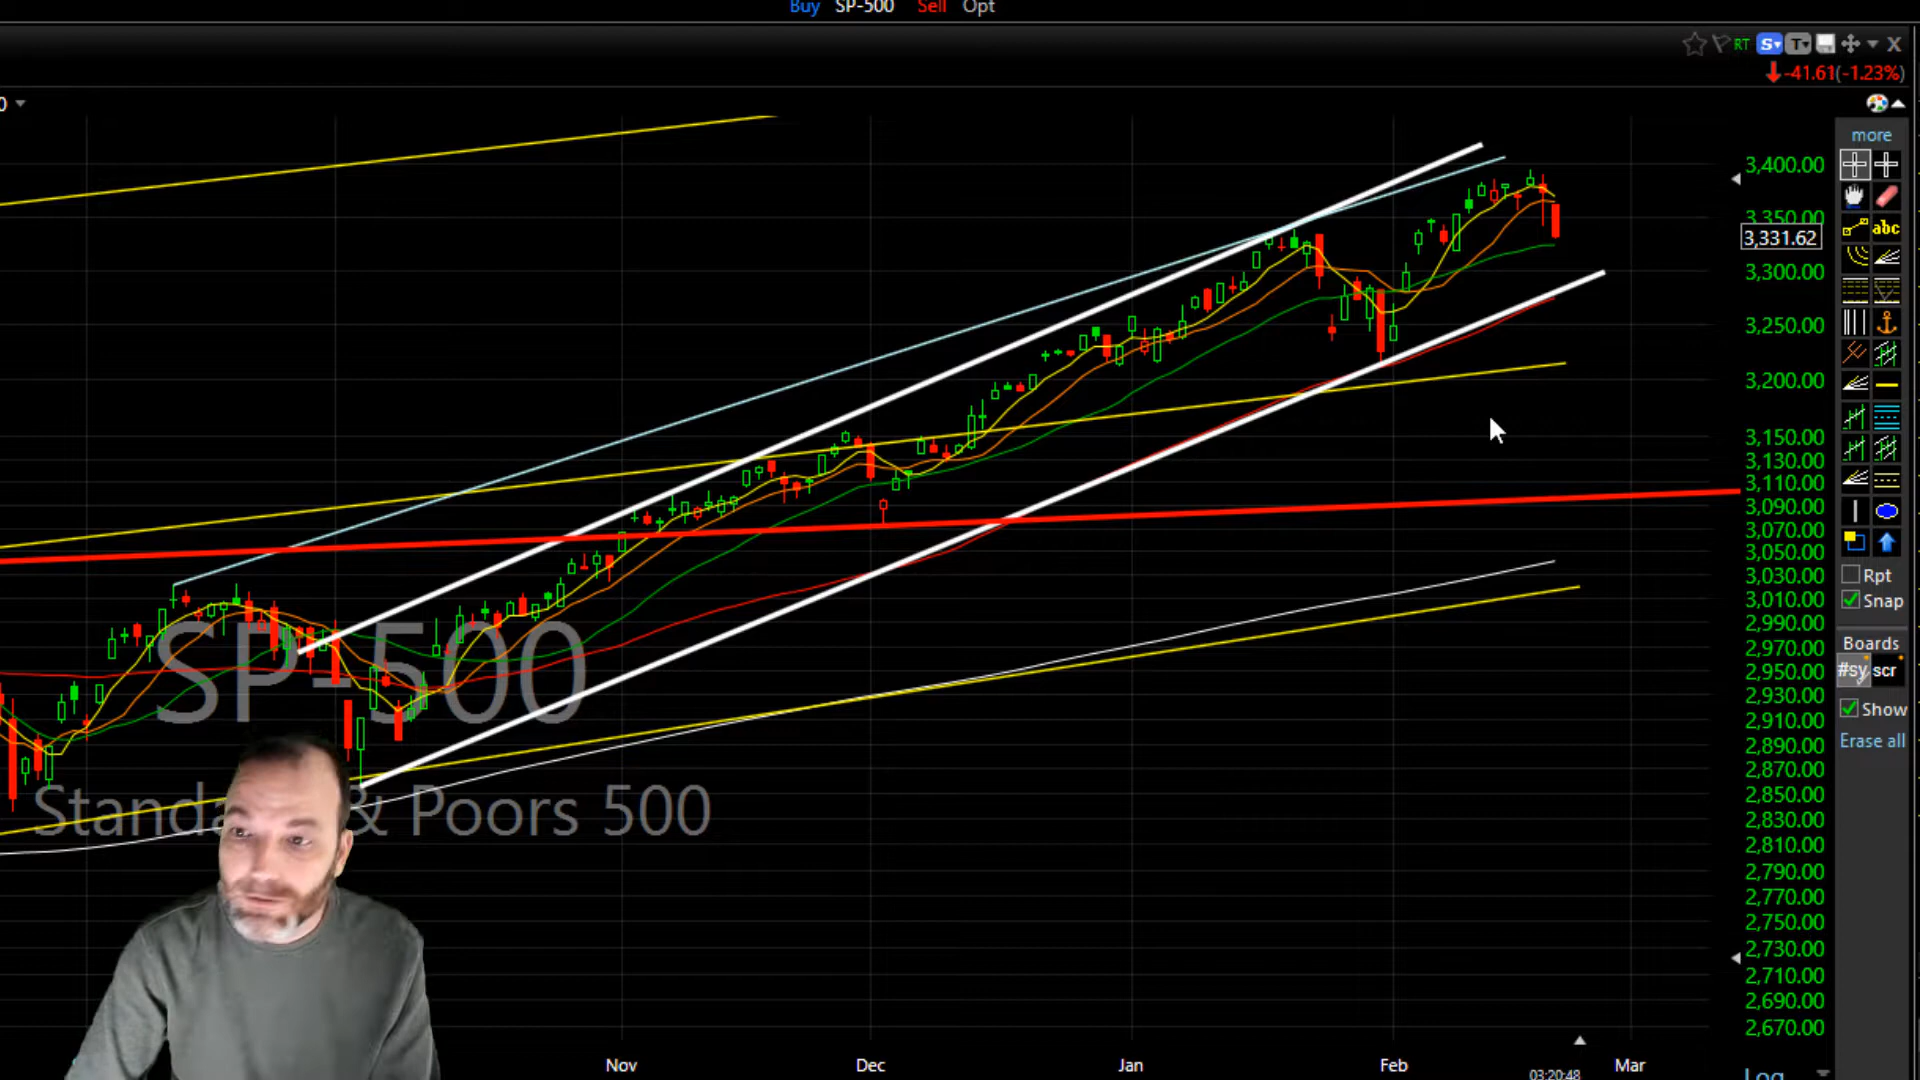 Buy SP-500 Sell Opt
RT S T X
-41.61(-1.23%)
0
more
3,400.00
3,350.00
3,331.62
abc
3,300.00
3,250.00
3,200.00
3,150.00
3,130.00
3,110.00
3,090.00
3,070.00
3,050.00
3,030.00
3,010.00
2,990.00
2,970.00
2,950.00
2,930.00
2,910.00
2,890.00
2,870.00
2,850.00
2,830.00
2,810.00
2,790.00
2,770.00
2,750.00
2,730.00
2,710.00
2,690.00
2,670.00
Rpt
Snap
Boards
#sy scr
Show
Erase all
SP-500
Standa & Poors 500
Nov Dec Jan Feb Mar
03:20:48
Log